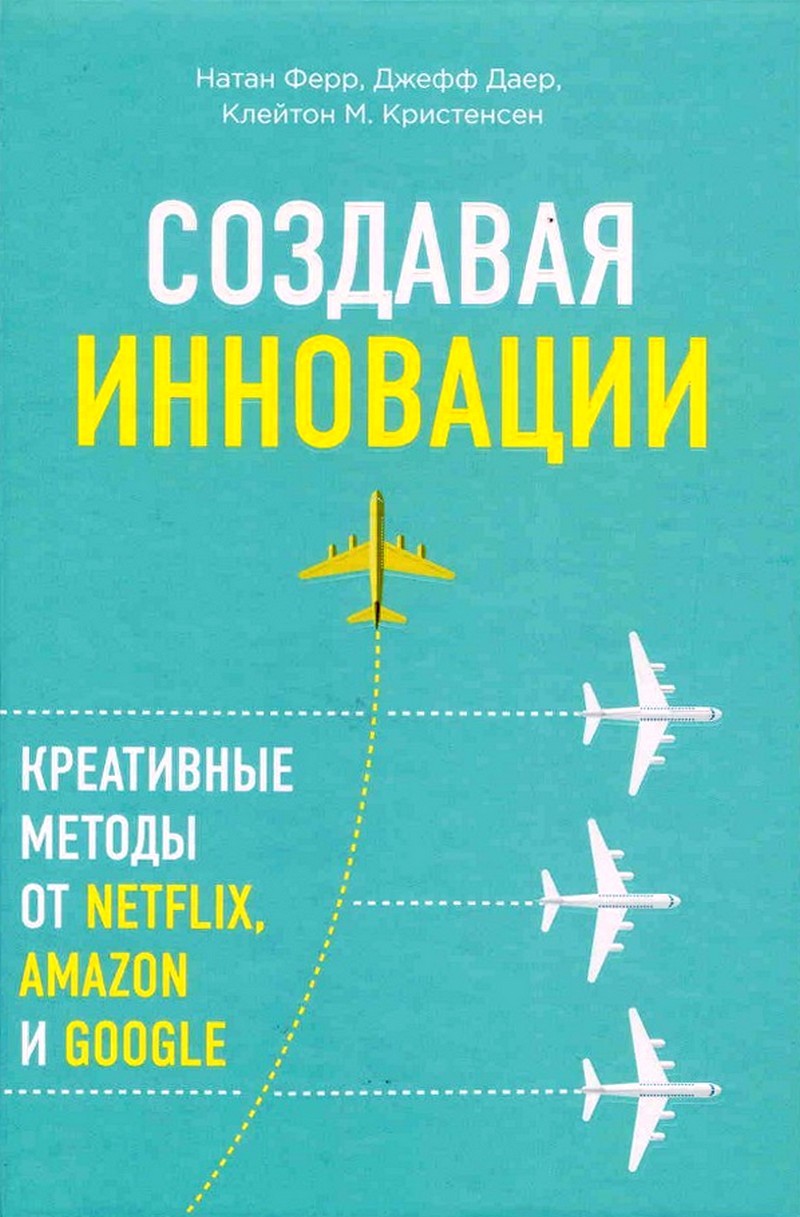 Натан Ферр, Джефф Даер,
Клейтон М. Кристенсен
СОЗДАВАЯ
ИННОВАЦИИ
КРЕАТИВНЫЕ
МЕТОДЫ
ОТ NETFLIX,
AMAZON
И GOOGLE